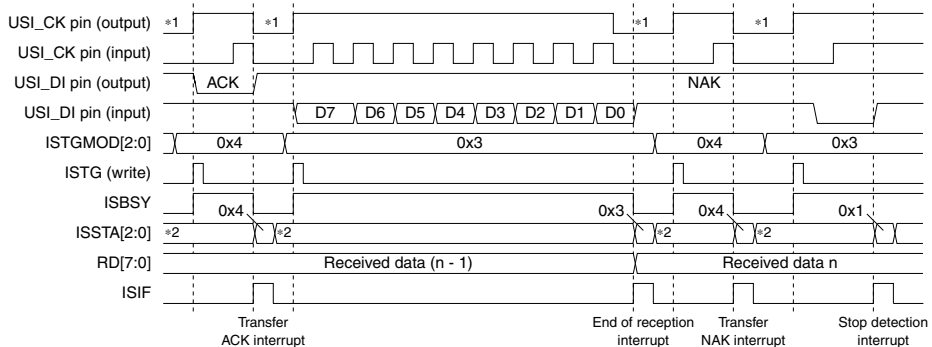 USI_CK pin (output) *1 *1 *1 *1
USI_CK pin (input)
USI_DI pin (output) ACK NAK
USI_DI pin (input) D7 D6 D5 D4 D3 D2 D1 D0
ISTGMOD[2:0] 0x4 0x3 0x4 0x3
ISTG (write)
ISBSY
0x4 0x3 0x4 0x1
ISSTA[2:0] *2 *2 *2 *2
RD[7:0] Received data (n - 1) Received data n
ISIF
Transfer End of reception Transfer Stop detection
ACK interrupt interrupt NAK interrupt interrupt